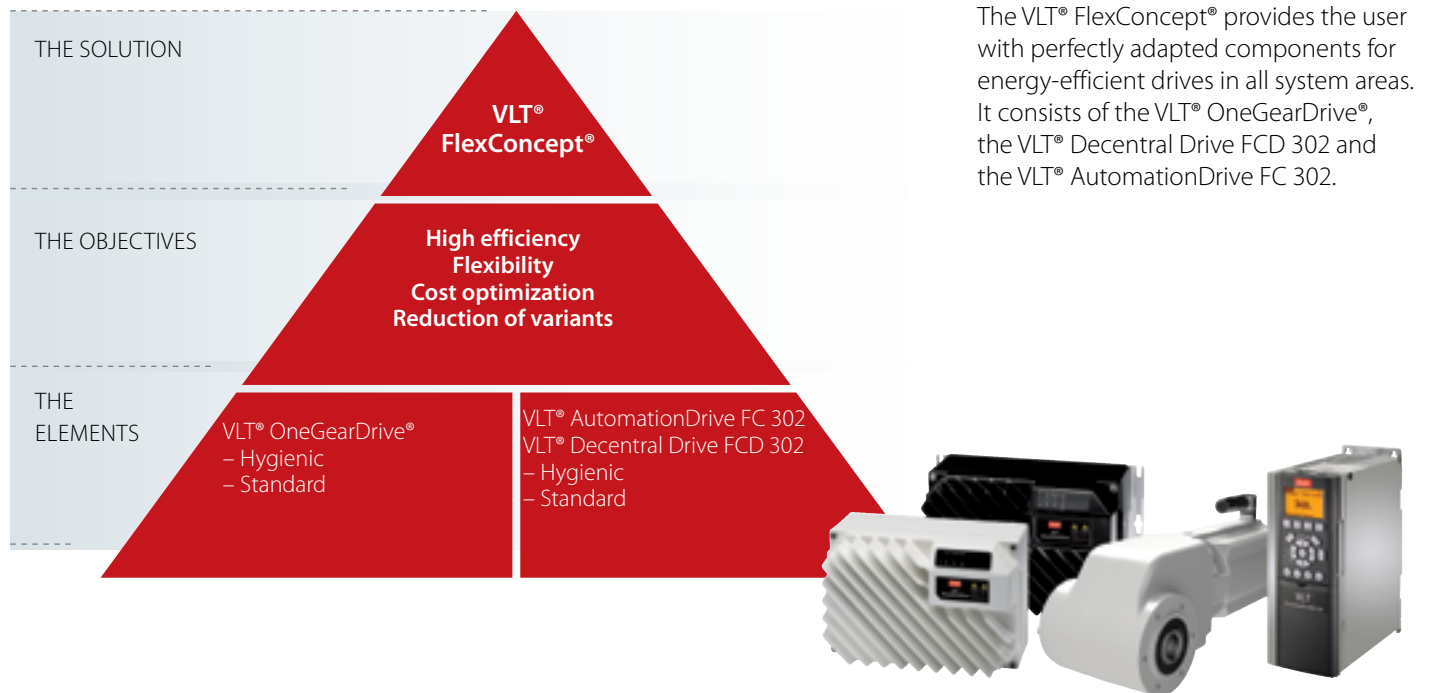 THE SOLUTION
VLT®
FlexConcept®
THE OBJECTIVES
High efficiency
Flexibility
Cost optimization
Reduction of variants
THE
ELEMENTS
VLT® OneGearDrive®
– Hygienic
– Standard
VLT® AutomationDrive FC 302
VLT® Decentral Drive FCD 302
– Hygienic
– Standard
The VLT® FlexConcept® provides the user
with perfectly adapted components for
energy-efficient drives in all system areas.
It consists of the VLT® OneGearDrive®,
the VLT® Decentral Drive FCD 302 and
the VLT® AutomationDrive FC 302.
VLT